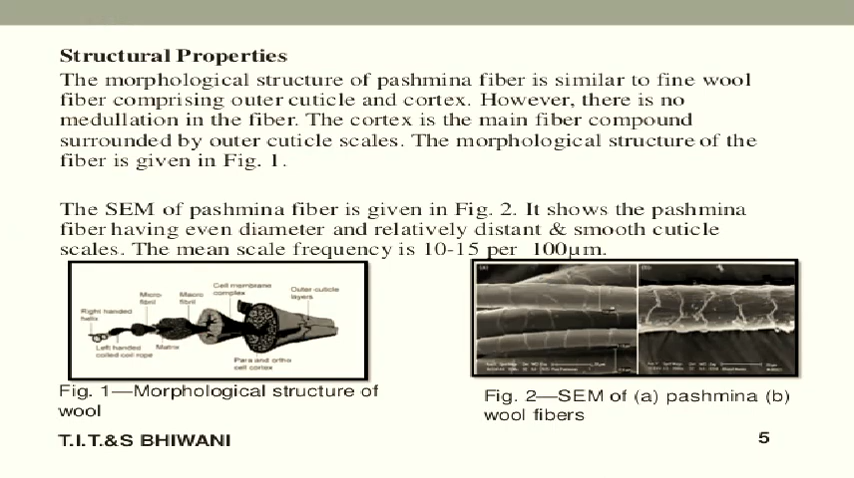 Structural Properties
The morphological structure of pashmina fiber is similar to fine wool
fiber comprising outer cuticle and cortex. However, there is no
medullation in the fiber. The cortex is the main fiber compound
surrounded by outer cuticle scales. The morphological structure of the
fiber is given in Fig. 1.
The SEM of pashmina fiber is given in Fig. 2. It shows the pashmina
fiber having even diameter and relatively distant & smooth cuticle
scales. The mean scale frequency is 10-15 per 100μm.
Right handed
helix
Left handed
coiled coil rope
Micro-
fibril
Matrix
Macro
fibril
Cell membrane
complex
Outer cuticle
layers
Para and ortho
cell cortex
(a)
(b)
Fig. 1—Morphological structure of
wool
Fig. 2—SEM of (a) pashmina (b)
wool fibers
T.I.T.&S BHIWANI
5